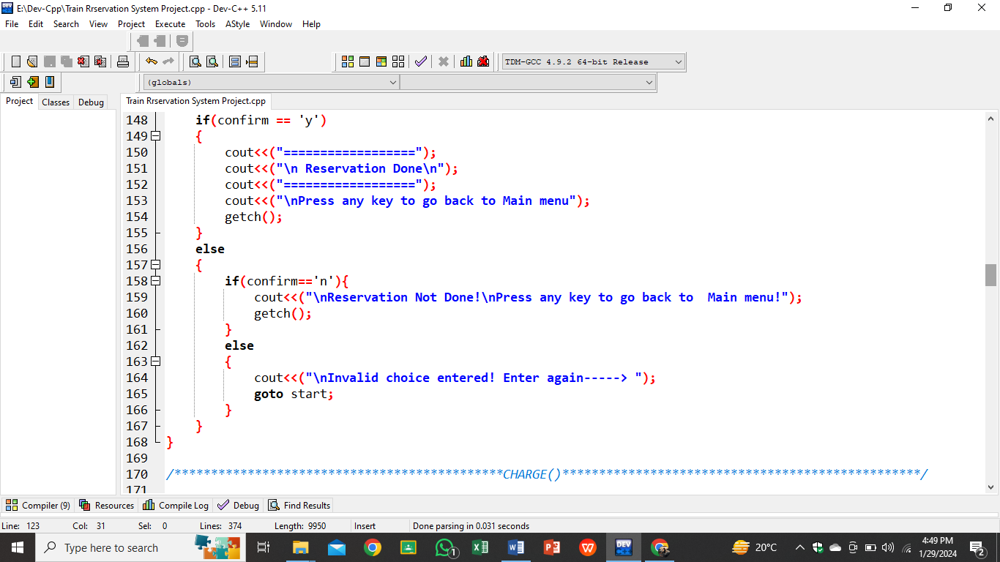 E:\Dev-Cpp\Train Rrservation System Project.cpp - Dev-C++ 5.11
File Edit Search View Project Execute Tools AStyle Window Help
TDM-GCC 4.9.2 64-bit Release
(globals)
Project Classes Debug
Train Rrservation System Project.cpp
148 if(confirm == 'y')
149 {
150 cout<<("==================");
151 cout<<("\n Reservation Done\n");
152 cout<<("==================");
153 cout<<("\nPress any key to go back to Main menu");
154 getch();
155 }
156 else
157 {
158 if(confirm=='n'){
159 cout<<("\nReservation Not Done!\nPress any key to go back to  Main menu!");
160 getch();
161 }
162 else
163 {
164 cout<<("\nInvalid choice entered! Enter again-----> ");
165 goto start;
166 }
167 }
168 }
169
170 /*********************************************CHARGE()*************************************************/
171
Compiler (9) Resources Compile Log Debug Find Results
Line: 123 Col: 31 Sel: 0 Lines: 374 Length: 9950 Insert Done parsing in 0.031 seconds
Type here to search
1
DEV
20°C
4:49 PM
1/29/2024
2